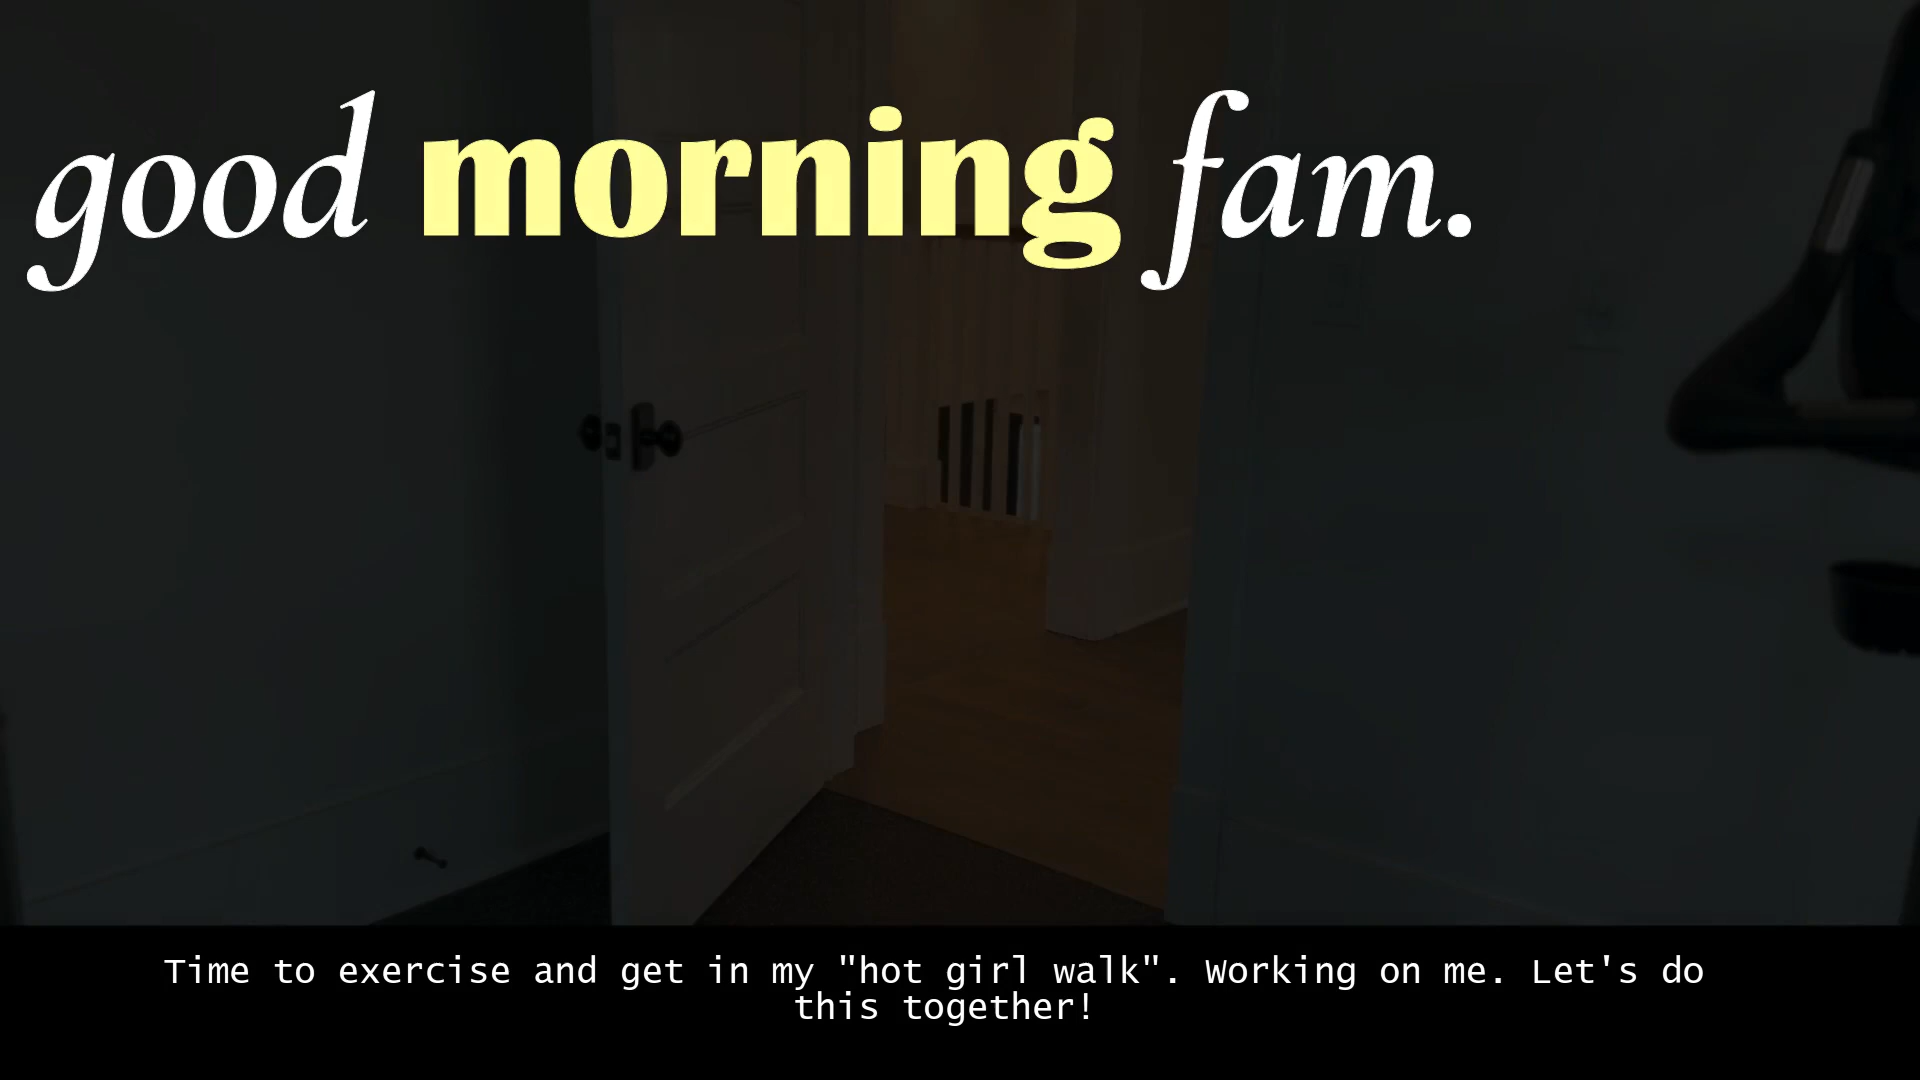 good morning fam.
Time to exercise and get in my "hot girl walk". Working on me. Let's do
this together!